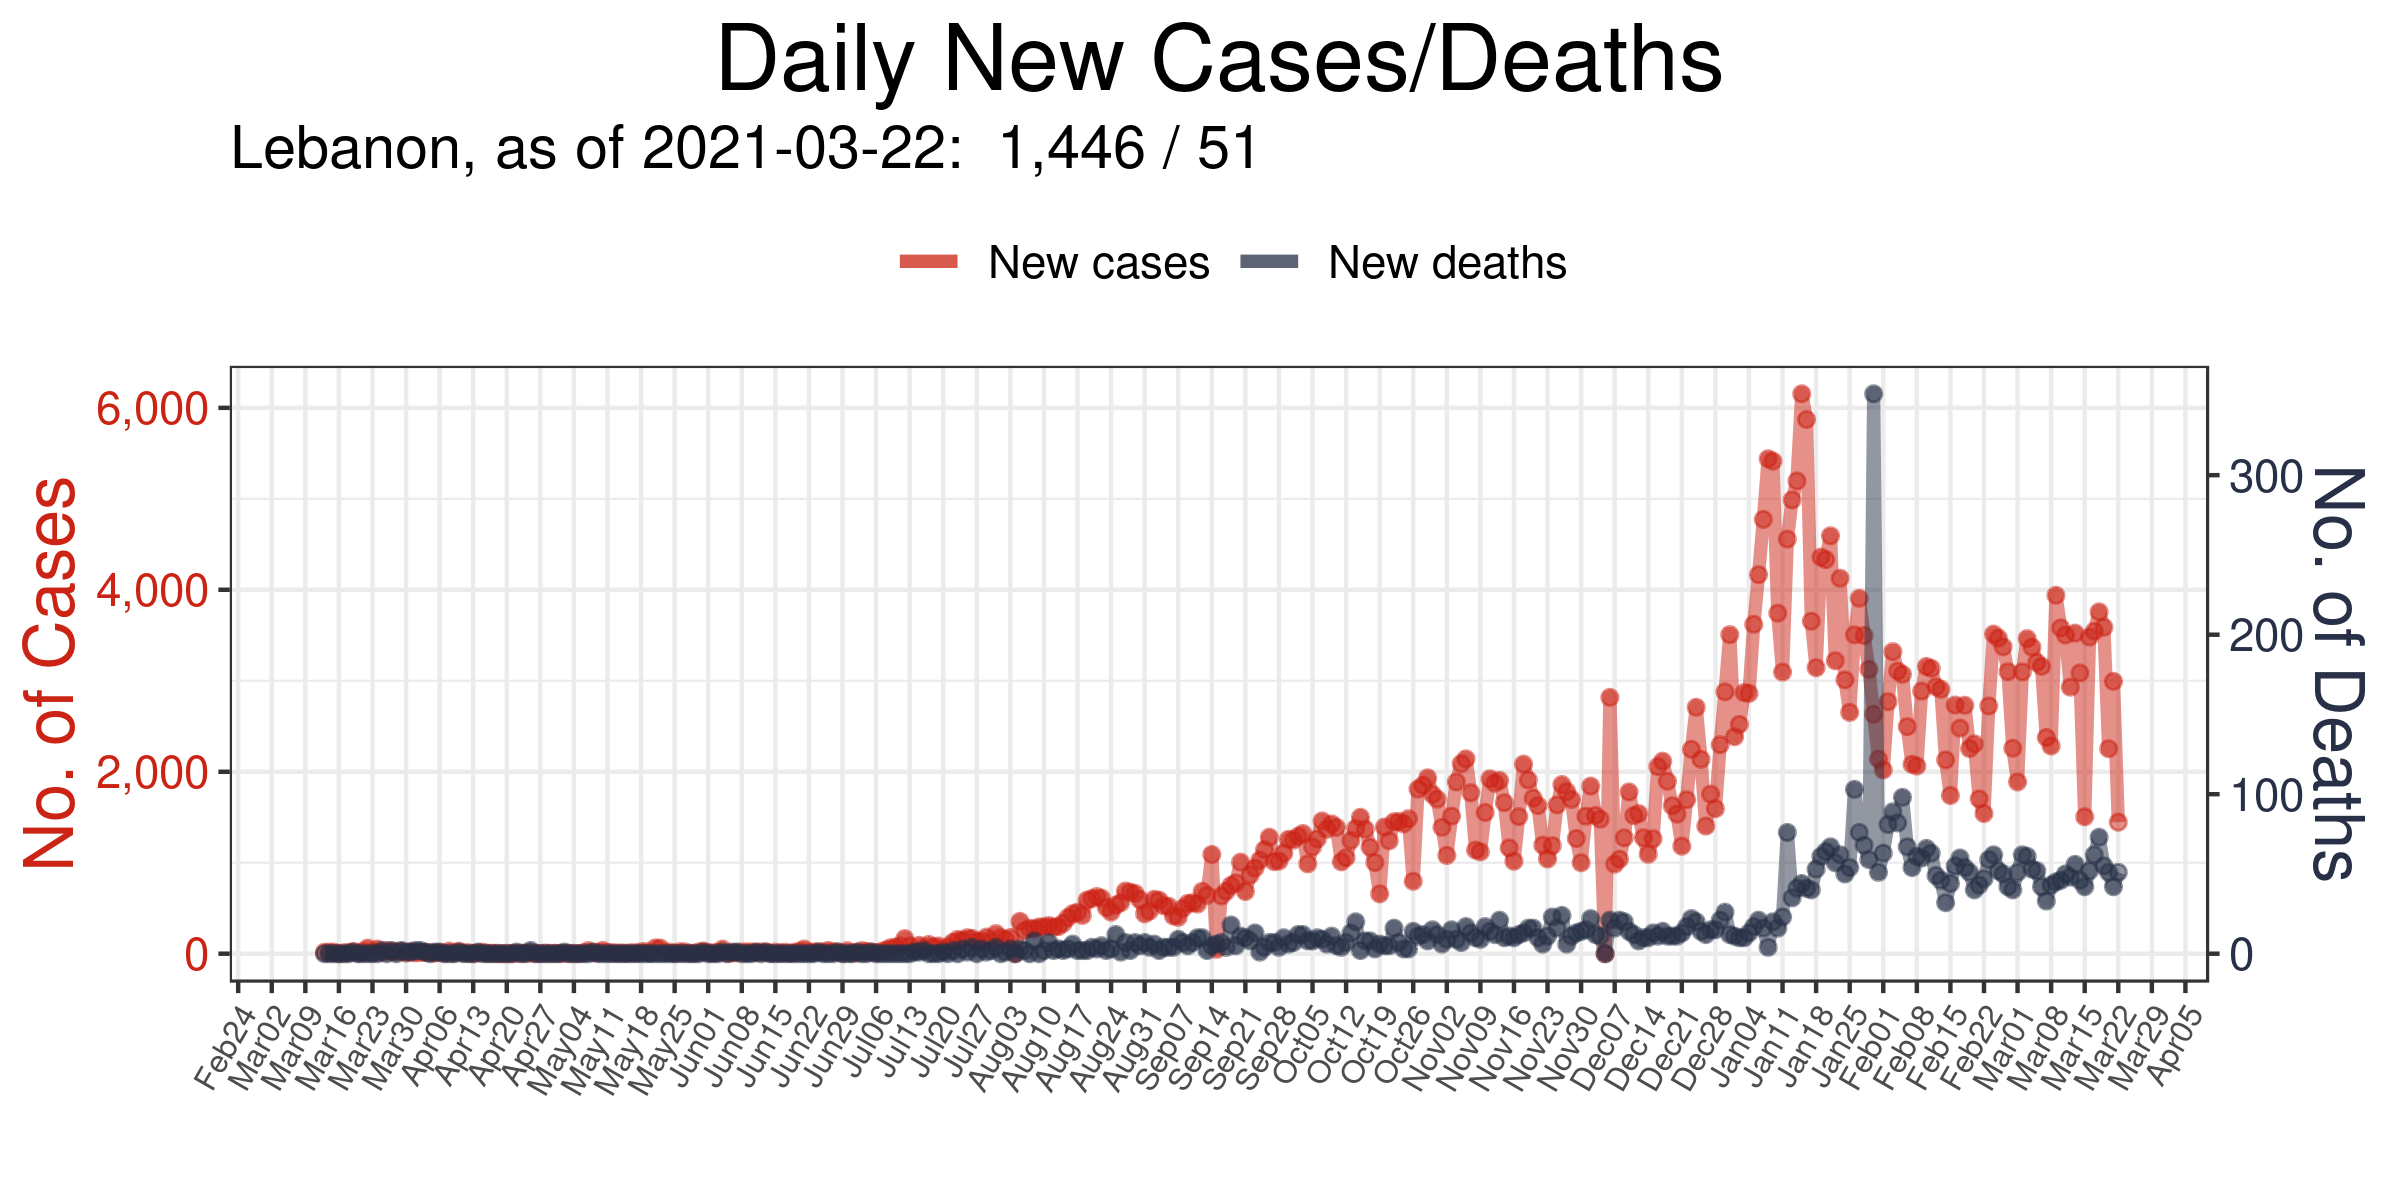 Daily New Cases/Deaths
Lebanon, as of 2021-03-22: 1,446 / 51
New cases
New deaths
No. of Cases
6,000
4,000
2,000
0
300
200
100
0
No. of Deaths
Feb24
Mar02
Mar09
Mar16
Mar23
Mar30
Apr06
Apr13
Apr20
Apr27
May04
May11
May18
May25
Jun01
Jun08
Jun15
Jun22
Jun29
Jul06
Jul13
Jul20
Jul27
Aug03
Aug10
Aug17
Aug24
Aug31
Sep07
Sep14
Sep21
Sep28
Oct05
Oct12
Oct19
Oct26
Nov02
Nov09
Nov16
Nov23
Nov30
Dec07
Dec14
Dec21
Dec28
Jan04
Jan11
Jan18
Jan25
Feb01
Feb08
Feb15
Feb22
Mar01
Mar08
Mar15
Mar22
Mar29
Apr05